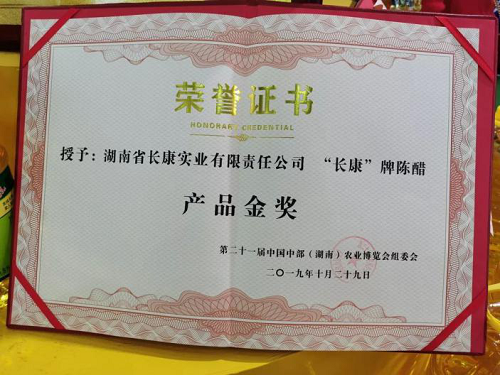 荣誉证书
HONORARY CREDENTIAL
授予：湖南省长康实业有限责任公司 “长康”牌陈醋
产品金奖
第二十一届中国中部（湖南）农业博览会组委会
二〇一九年十月二十九日